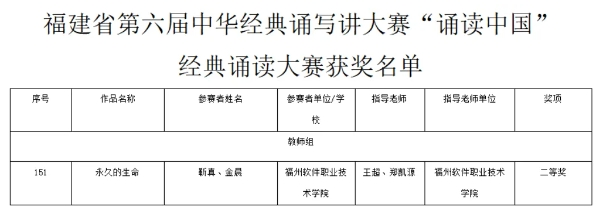 福建省第六届中华经典诵写讲大赛“诵读中国”
经典诵读大赛获奖名单
序号 作品名称 参赛者姓名 参赛者单位/学校 指导老师 指导老师单位 奖项
教师组
151 永久的生命 靳真、金晨 福州软件职业技术学院 王超、郑凯源 福州软件职业技术学院 二等奖